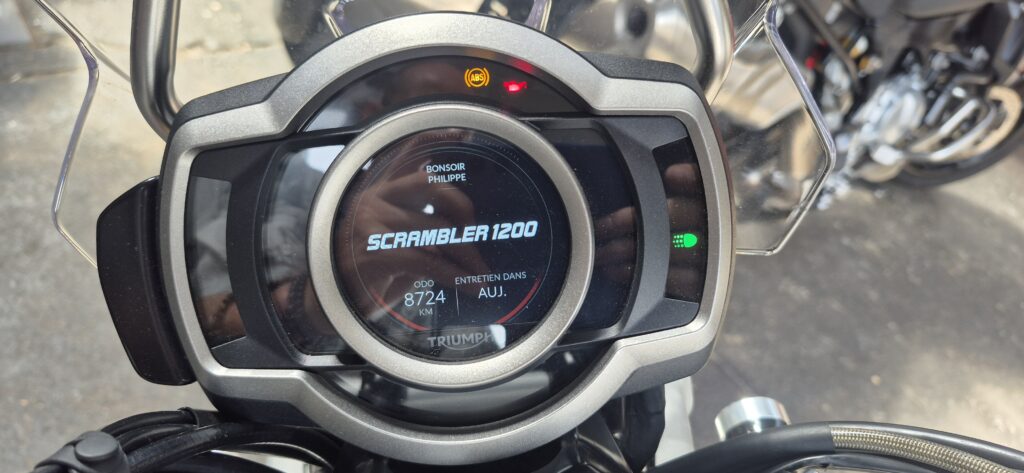 ABS
BONSOIR
PHILIPPE
SCRAMBLER 1200
ODO
8724
KM
ENTRETIEN DANS
AUJ.
TRIUMPH